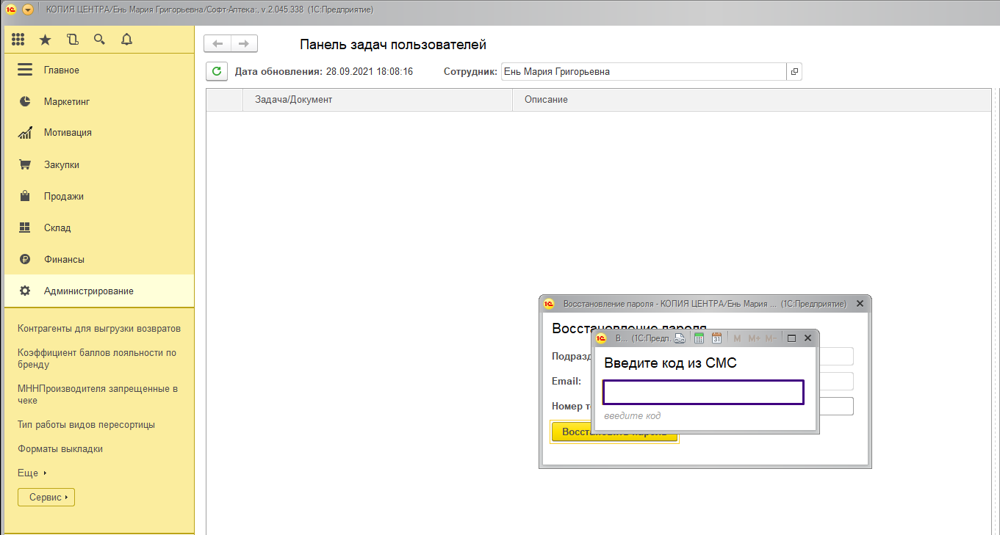 КОПИЯ ЦЕНТРА/Ень Мария Григорьевна/Софт-Аптека:, v.2.045.338 (1С:Предприятие)
Панель задач пользователей
Дата обновления: 28.09.2021 18:08:16 Сотрудник: Ень Мария Григорьевна
Задача/Документ Описание
Главное
Маркетинг
Мотивация
Закупки
Продажи
Склад
Финансы
Администрирование
Контрагенты для выгрузки возвратов
Коэффициент баллов лояльности по
бренду
МННПроизводителя запрещенные в
чеке
Тип работы видов пересортицы
Форматы выкладки
Еще
Сервис
Восстановление пароля - КОПИЯ ЦЕНТРА/Ень Мария ... (1С:Предприятие)
Восстановление пароля
Подразд
Email:
Номер т
В... (1С:Предп.
31 M M+ M-
Введите код из СМС
введите код
Восстановить пароль